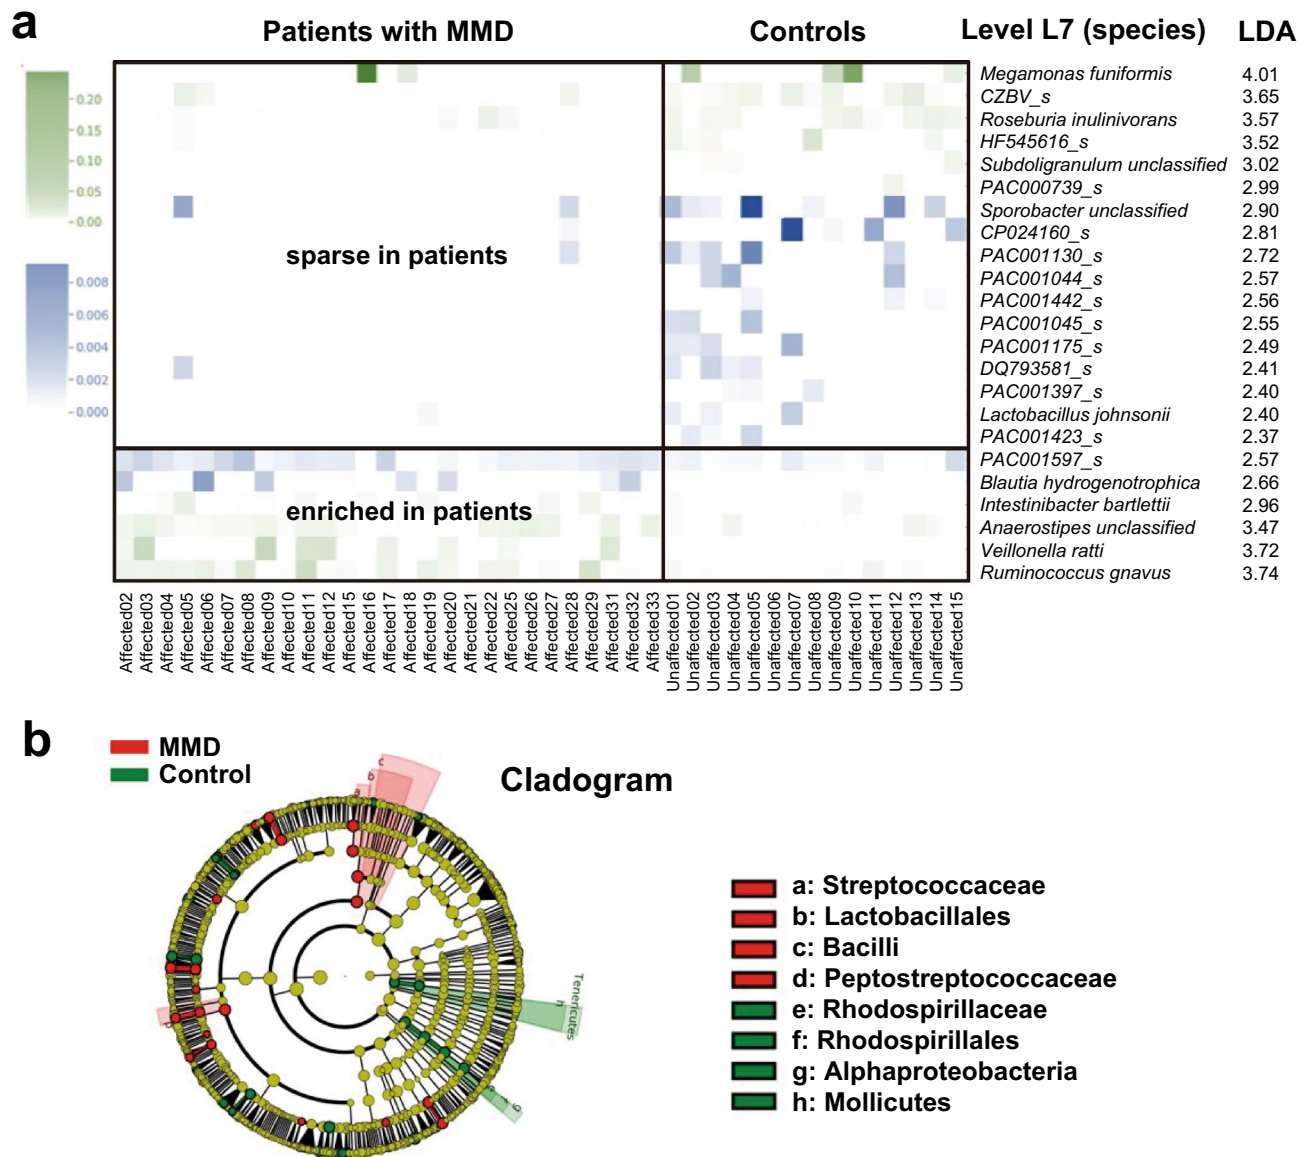 a
Patients with MMD
Controls
Level L7 (species)
LDA
0.20
0.15
0.10
0.05
0.00
0.008
0.006
0.004
0.002
0.000
sparse in patients
enriched in patients
Megamonas funiformis 4.01
CZBV_s 3.65
Roseburia inulinivorans 3.57
HF545616_s 3.52
Subdoligranulum unclassified 3.02
PAC000739_s 2.99
Sporobacter unclassified 2.90
CP024160_s 2.81
PAC001130_s 2.72
PAC001044_s 2.57
PAC001442_s 2.56
PAC001045_s 2.55
PAC001175_s 2.49
DQ793581_s 2.41
PAC001397_s 2.40
Lactobacillus johnsonii 2.40
PAC001423_s 2.37
PAC001597_s 2.57
Blautia hydrogenotrophica 2.66
Intestinibacter bartlettii 2.96
Anaerostipes unclassified 3.47
Veillonella ratti 3.72
Ruminococcus gnavus 3.74
Affected02
Affected03
Affected04
Affected05
Affected06
Affected07
Affected08
Affected09
Affected10
Affected11
Affected12
Affected15
Affected16
Affected17
Affected18
Affected19
Affected20
Affected21
Affected22
Affected25
Affected26
Affected27
Affected28
Affected29
Affected31
Affected32
Affected33
Unaffected01
Unaffected02
Unaffected03
Unaffected04
Unaffected05
Unaffected06
Unaffected07
Unaffected08
Unaffected09
Unaffected10
Unaffected11
Unaffected12
Unaffected13
Unaffected14
Unaffected15
b
MMD
Control
Cladogram
c
b
a
h
Tenericutes
g
a: Streptococcaceae
b: Lactobacillales
c: Bacilli
d: Peptostreptococcaceae
e: Rhodospirillaceae
f: Rhodospirillales
g: Alphaproteobacteria
h: Mollicutes